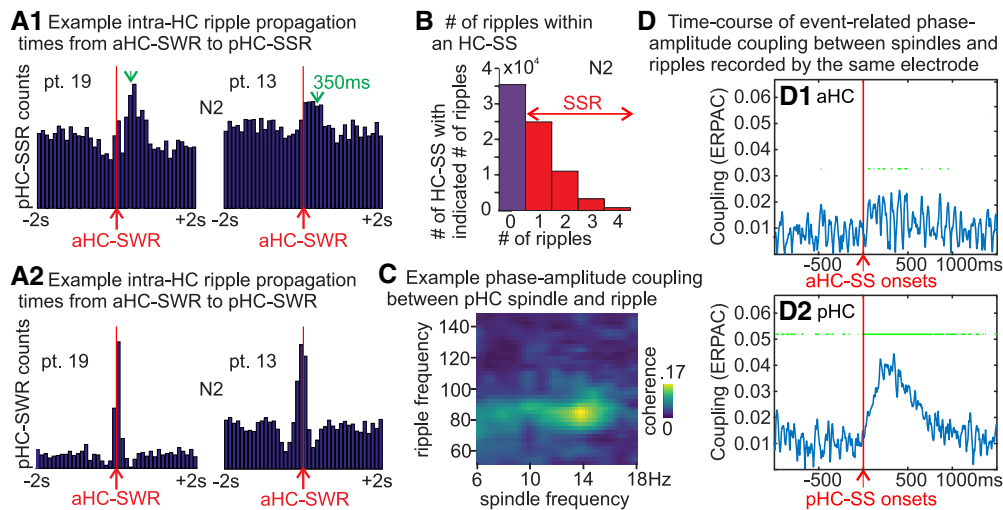 A1 Example intra-HC ripple propagation
times from aHC-SWR to pHC-SSR
pHC-SSR counts
pt. 19
N2
pt. 13
350ms
-2s
+2s
-2s
+2s
aHC-SWR
aHC-SWR
A2 Example intra-HC ripple propagation
times from aHC-SWR to pHC-SWR
pHC-SWR counts
pt. 19
N2
pt. 13
-2s
+2s
-2s
+2s
aHC-SWR
aHC-SWR
B # of ripples within
an HC-SS
# of HC-SS with
indicated # of ripples
x10⁴
N2
SSR
4
3
2
1
0
0
1
2
3
4
# of ripples
C Example phase-amplitude coupling
between pHC spindle and ripple
ripple frequency
140
120
100
80
60
6
10
14
18Hz
spindle frequency
coherence
.17
0
D Time-course of event-related phase-
amplitude coupling between spindles and
ripples recorded by the same electrode
D1 aHC
Coupling (ERPAC)
0.06
0.05
0.04
0.03
0.02
0.01
-500
500
1000ms
aHC-SS onsets
D2 pHC
Coupling (ERPAC)
0.06
0.05
0.04
0.03
0.02
0.01
-500
500
1000ms
pHC-SS onsets